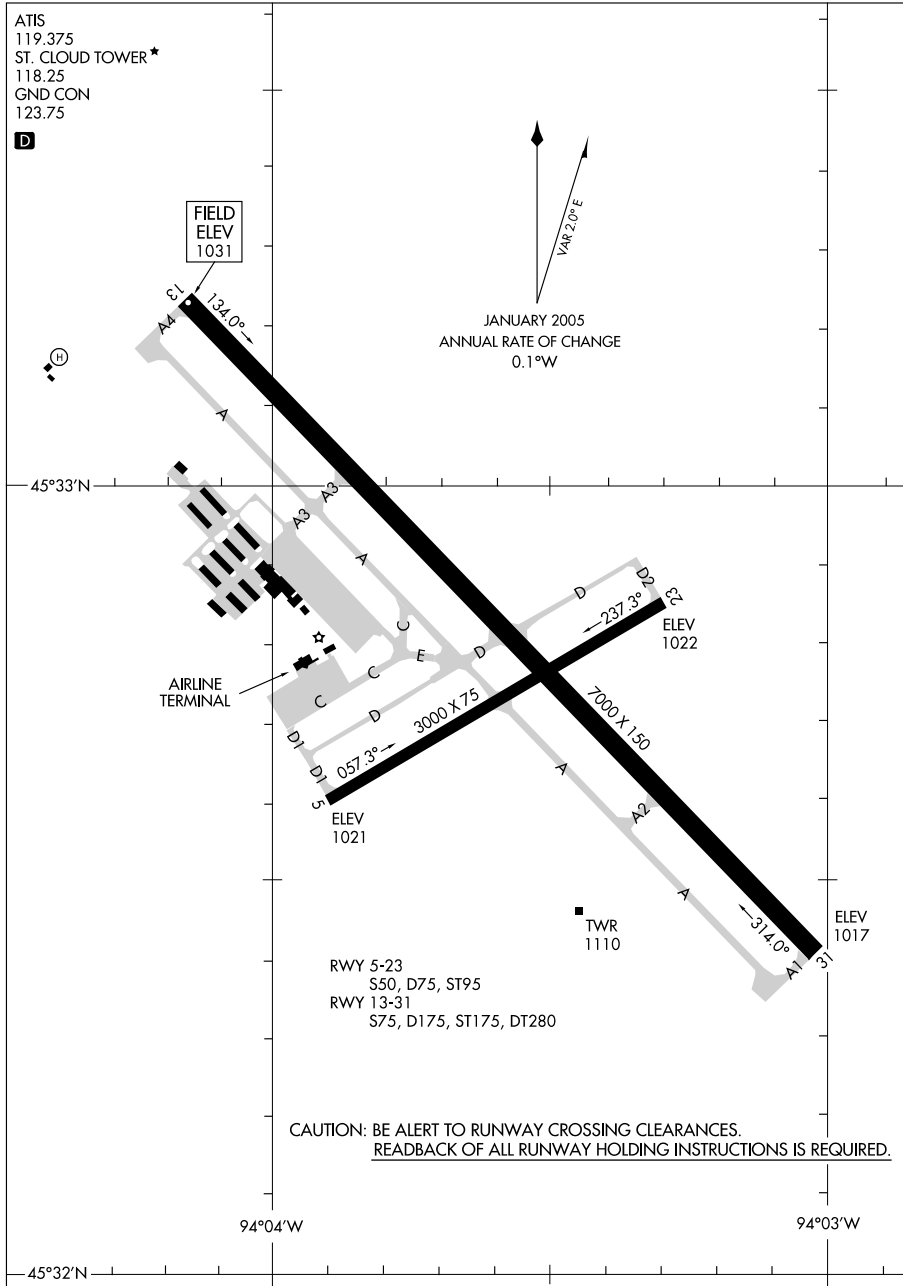 ATIS
119.375
ST. CLOUD TOWER ★
118.25
GND CON
123.75
D
FIELD
ELEV
1031
VAR 2.0° E
JANUARY 2005
ANNUAL RATE OF CHANGE
0.1°W
13
134.0°
A4
H
A
45°33'N
A3
A3
A
C
E
D
D
D2
23
237.3°
ELEV
1022
AIRLINE
TERMINAL
C
C
D
D1
D1
057.3°
3000 X 75
7000 X 150
5
ELEV
1021
A
A2
A
TWR
1110
314.0°
A1
31
ELEV
1017
RWY 5-23
S50, D75, ST95
RWY 13-31
S75, D175, ST175, DT280
CAUTION: BE ALERT TO RUNWAY CROSSING CLEARANCES.
READBACK OF ALL RUNWAY HOLDING INSTRUCTIONS IS REQUIRED.
94°04'W
94°03'W
45°32'N